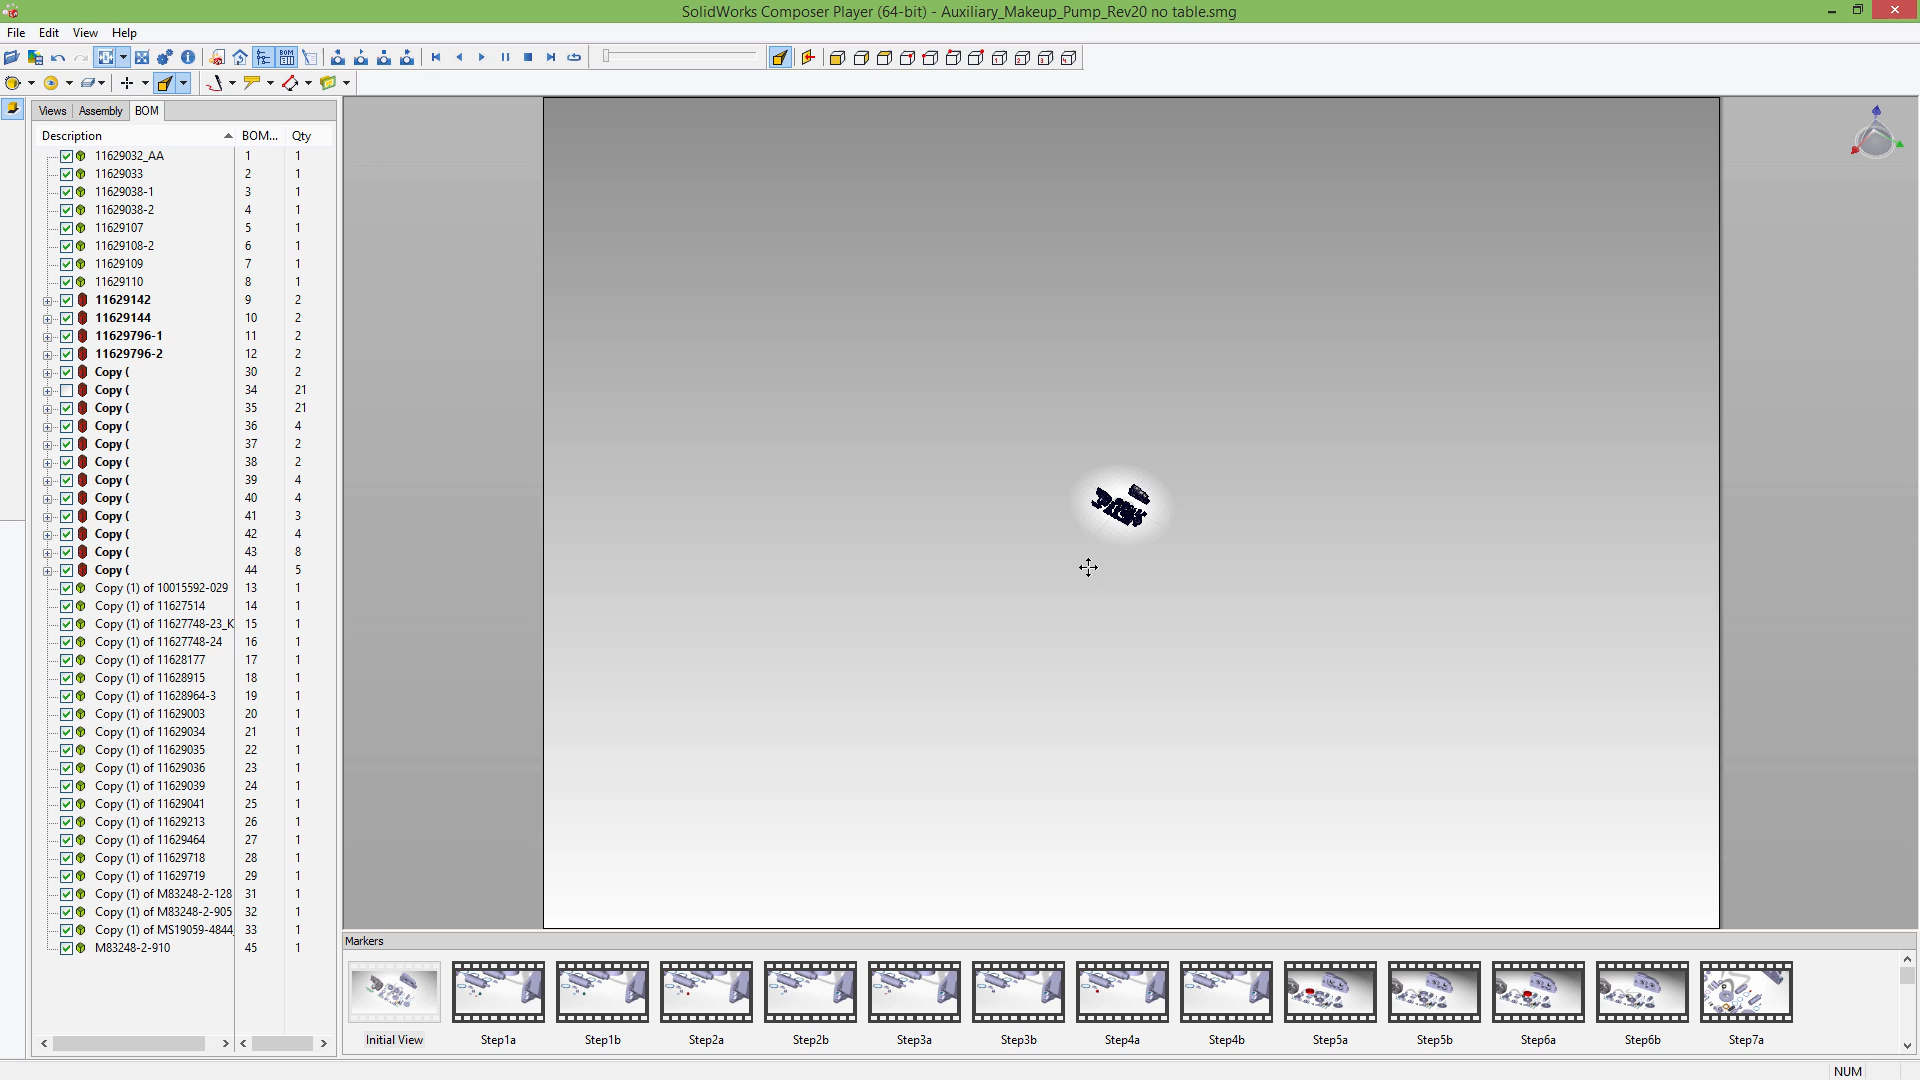 SolidWorks Composer Player (64-bit) - Auxiliary_Makeup_Pump_Rev20 no table.smg
File Edit View Help
Views Assembly BOM
Description BOM... Qty
11629032_AA 1 1
11629033 2 1
11629038-1 3 1
11629038-2 4 1
11629107 5 1
11629108-2 6 1
11629109 7 1
11629110 8 1
11629142 9 2
11629144 10 2
11629796-1 11 2
11629796-2 12 2
Copy ( 30 2
Copy ( 34 21
Copy ( 35 21
Copy ( 36 4
Copy ( 37 2
Copy ( 38 2
Copy ( 39 4
Copy ( 40 4
Copy ( 41 3
Copy ( 42 4
Copy ( 43 8
Copy ( 44 5
Copy (1) of 10015592-029 13 1
Copy (1) of 11627514 14 1
Copy (1) of 11627748-23_K 15 1
Copy (1) of 11627748-24 16 1
Copy (1) of 11628177 17 1
Copy (1) of 11628915 18 1
Copy (1) of 11628964-3 19 1
Copy (1) of 11629003 20 1
Copy (1) of 11629034 21 1
Copy (1) of 11629035 22 1
Copy (1) of 11629036 23 1
Copy (1) of 11629039 24 1
Copy (1) of 11629041 25 1
Copy (1) of 11629213 26 1
Copy (1) of 11629464 27 1
Copy (1) of 11629718 28 1
Copy (1) of 11629719 29 1
Copy (1) of M83248-2-128 31 1
Copy (1) of M83248-2-905 32 1
Copy (1) of MS19059-4844 33 1
M83248-2-910 45 1
Markers
Initial View Step1a Step1b Step2a Step2b Step3a Step3b Step4a Step4b Step5a Step5b Step6a Step6b Step7a
NUM